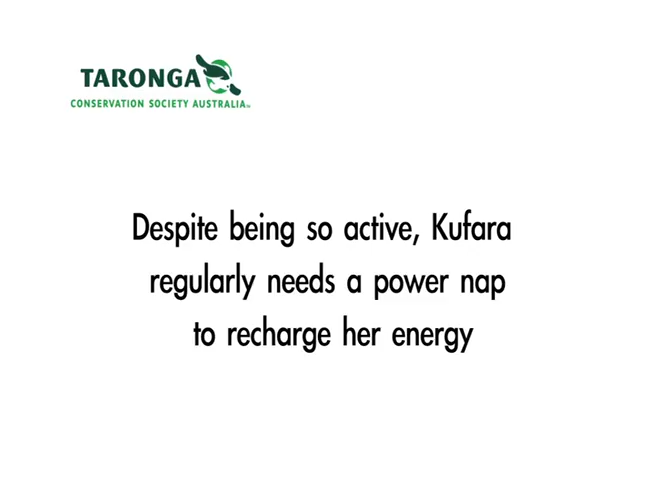 TARONGA
CONSERVATION SOCIETY AUSTRALIA
Despite being so active, Kufara
regularly needs a power nap
to recharge her energy